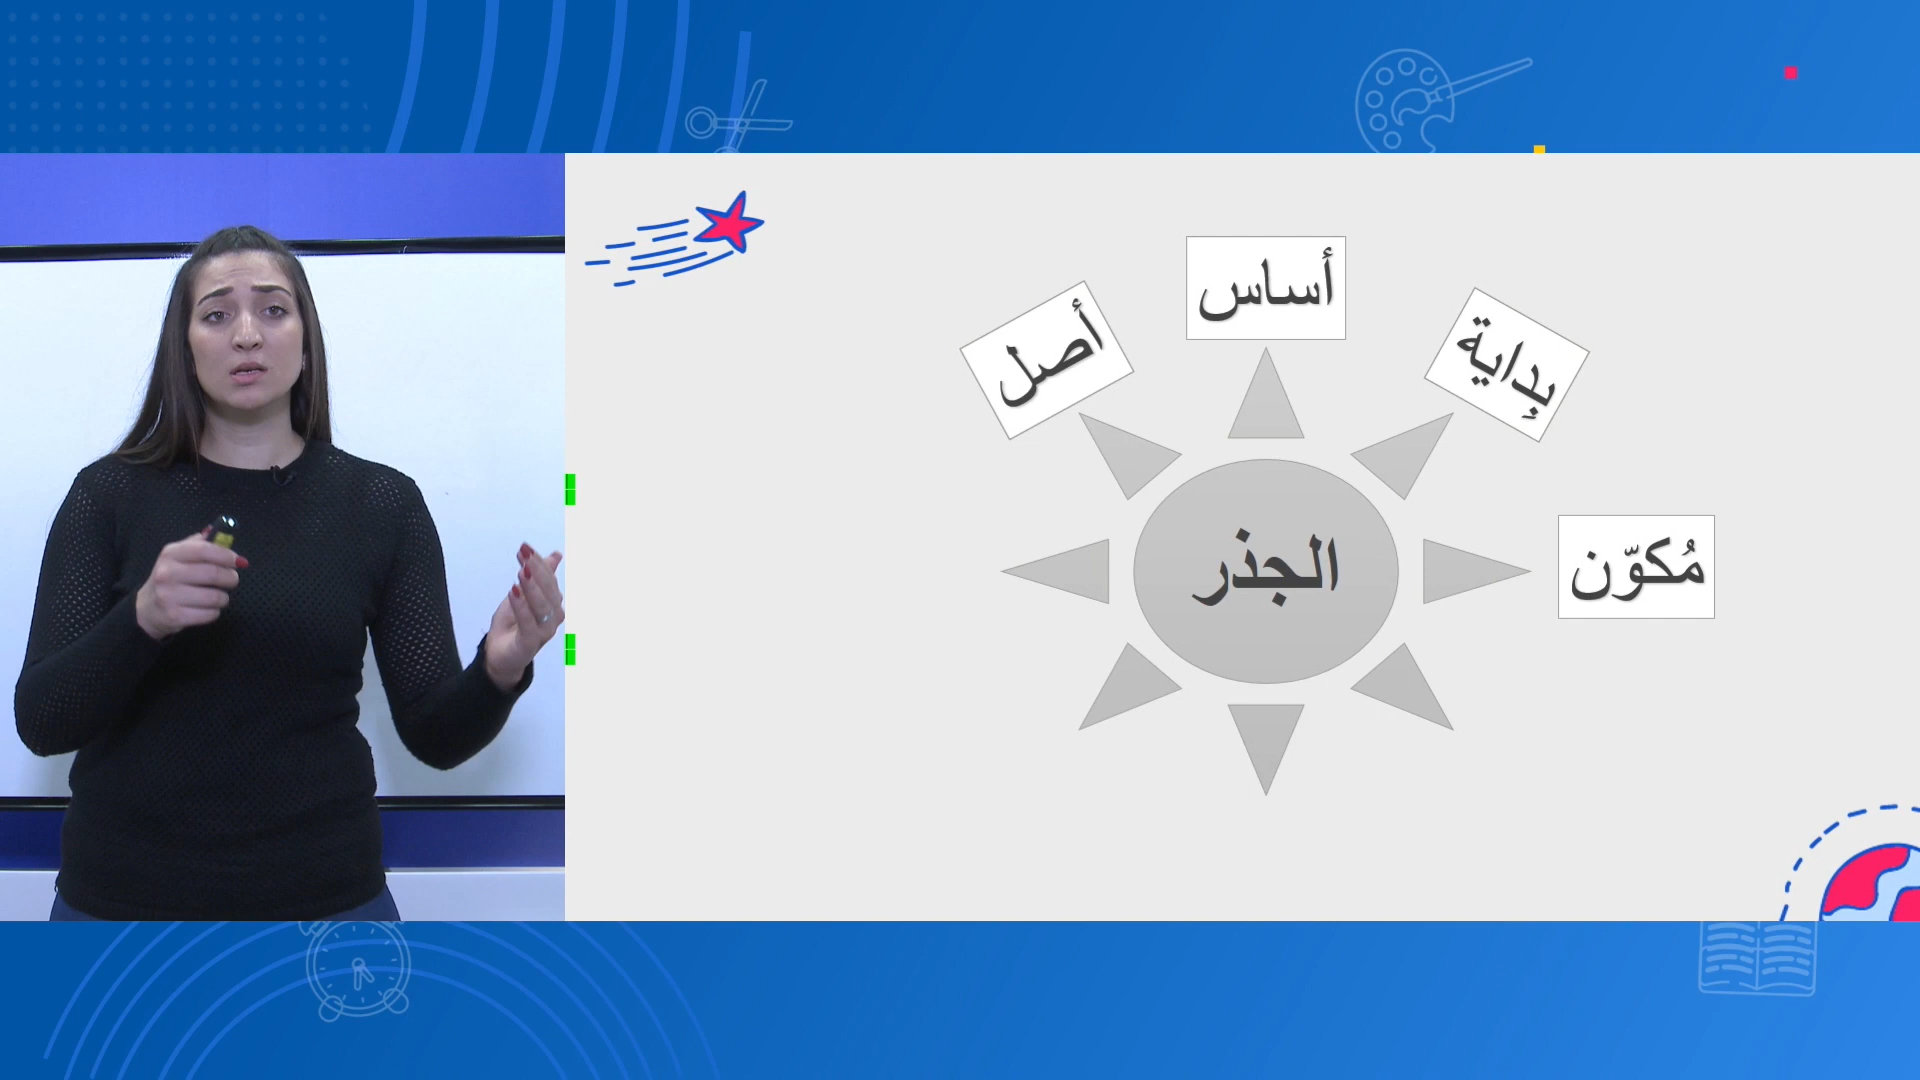 أصل
أساس
بِداية
مُكوّن
الجذر